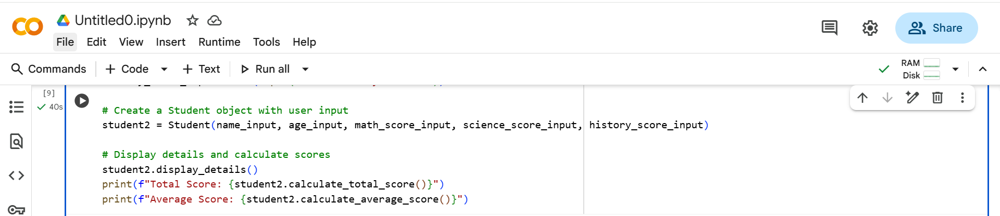 Untitled0.ipynb
File Edit View Insert Runtime Tools Help
Share
Commands + Code + Text Run all
RAM
Disk
[9]
40s
# Create a Student object with user input
student2 = Student(name_input, age_input, math_score_input, science_score_input, history_score_input)
# Display details and calculate scores
student2.display_details()
print(f"Total Score: {student2.calculate_total_score()}")
print(f"Average Score: {student2.calculate_average_score()}")